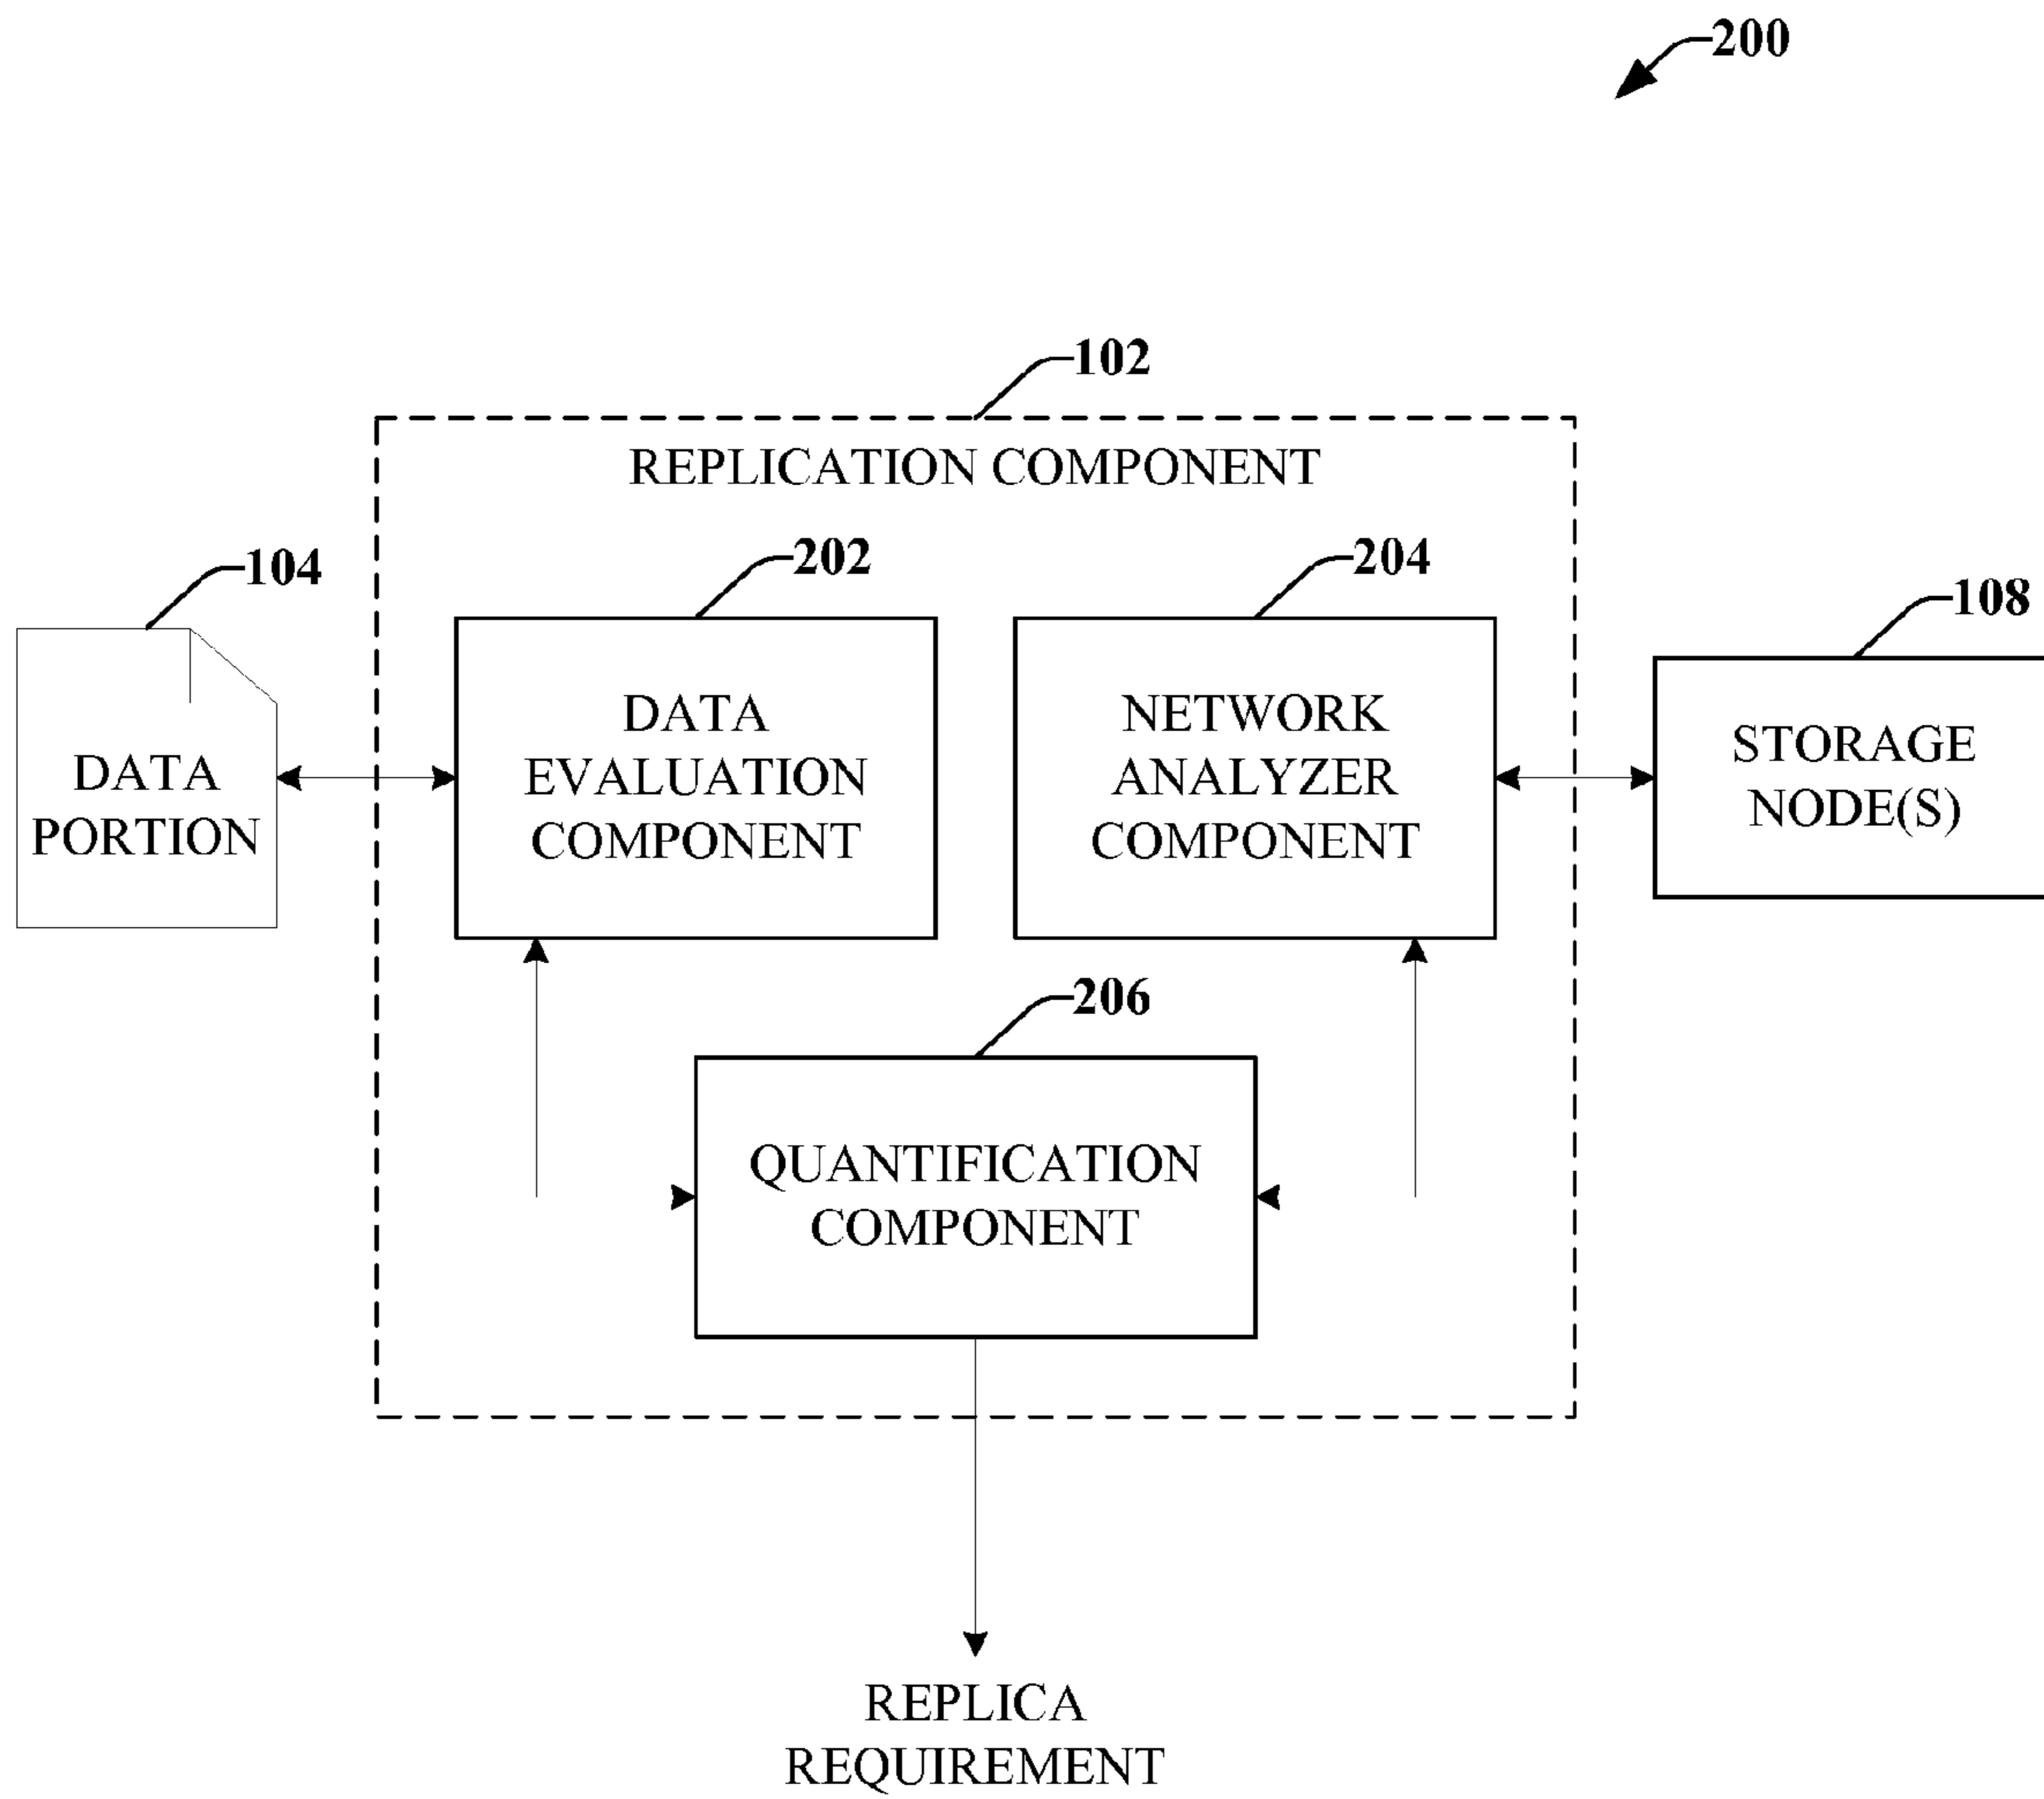 200
102
REPLICATION COMPONENT
104
202
204
108
DATA
PORTION
DATA
EVALUATION
COMPONENT
NETWORK
ANALYZER
COMPONENT
STORAGE
NODE(S)
206
QUANTIFICATION
COMPONENT
REPLICA
REQUIREMENT